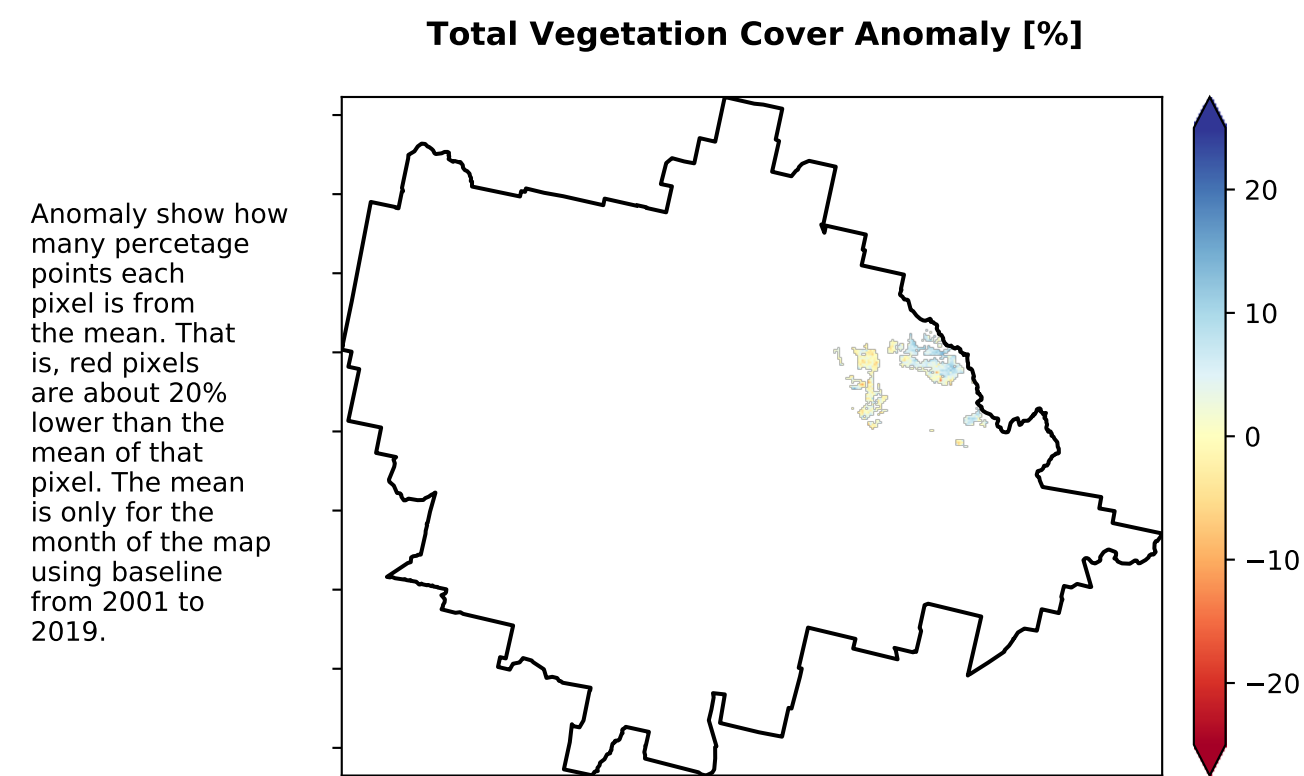 Total Vegetation Cover Anomaly [%]
Anomaly show how
many percetage
points each
pixel is from
the mean. That
is, red pixels
are about 20%
lower than the
mean of that
pixel. The mean
is only for the
month of the map
using baseline
from 2001 to
2019.
20
10
0
−10
−20